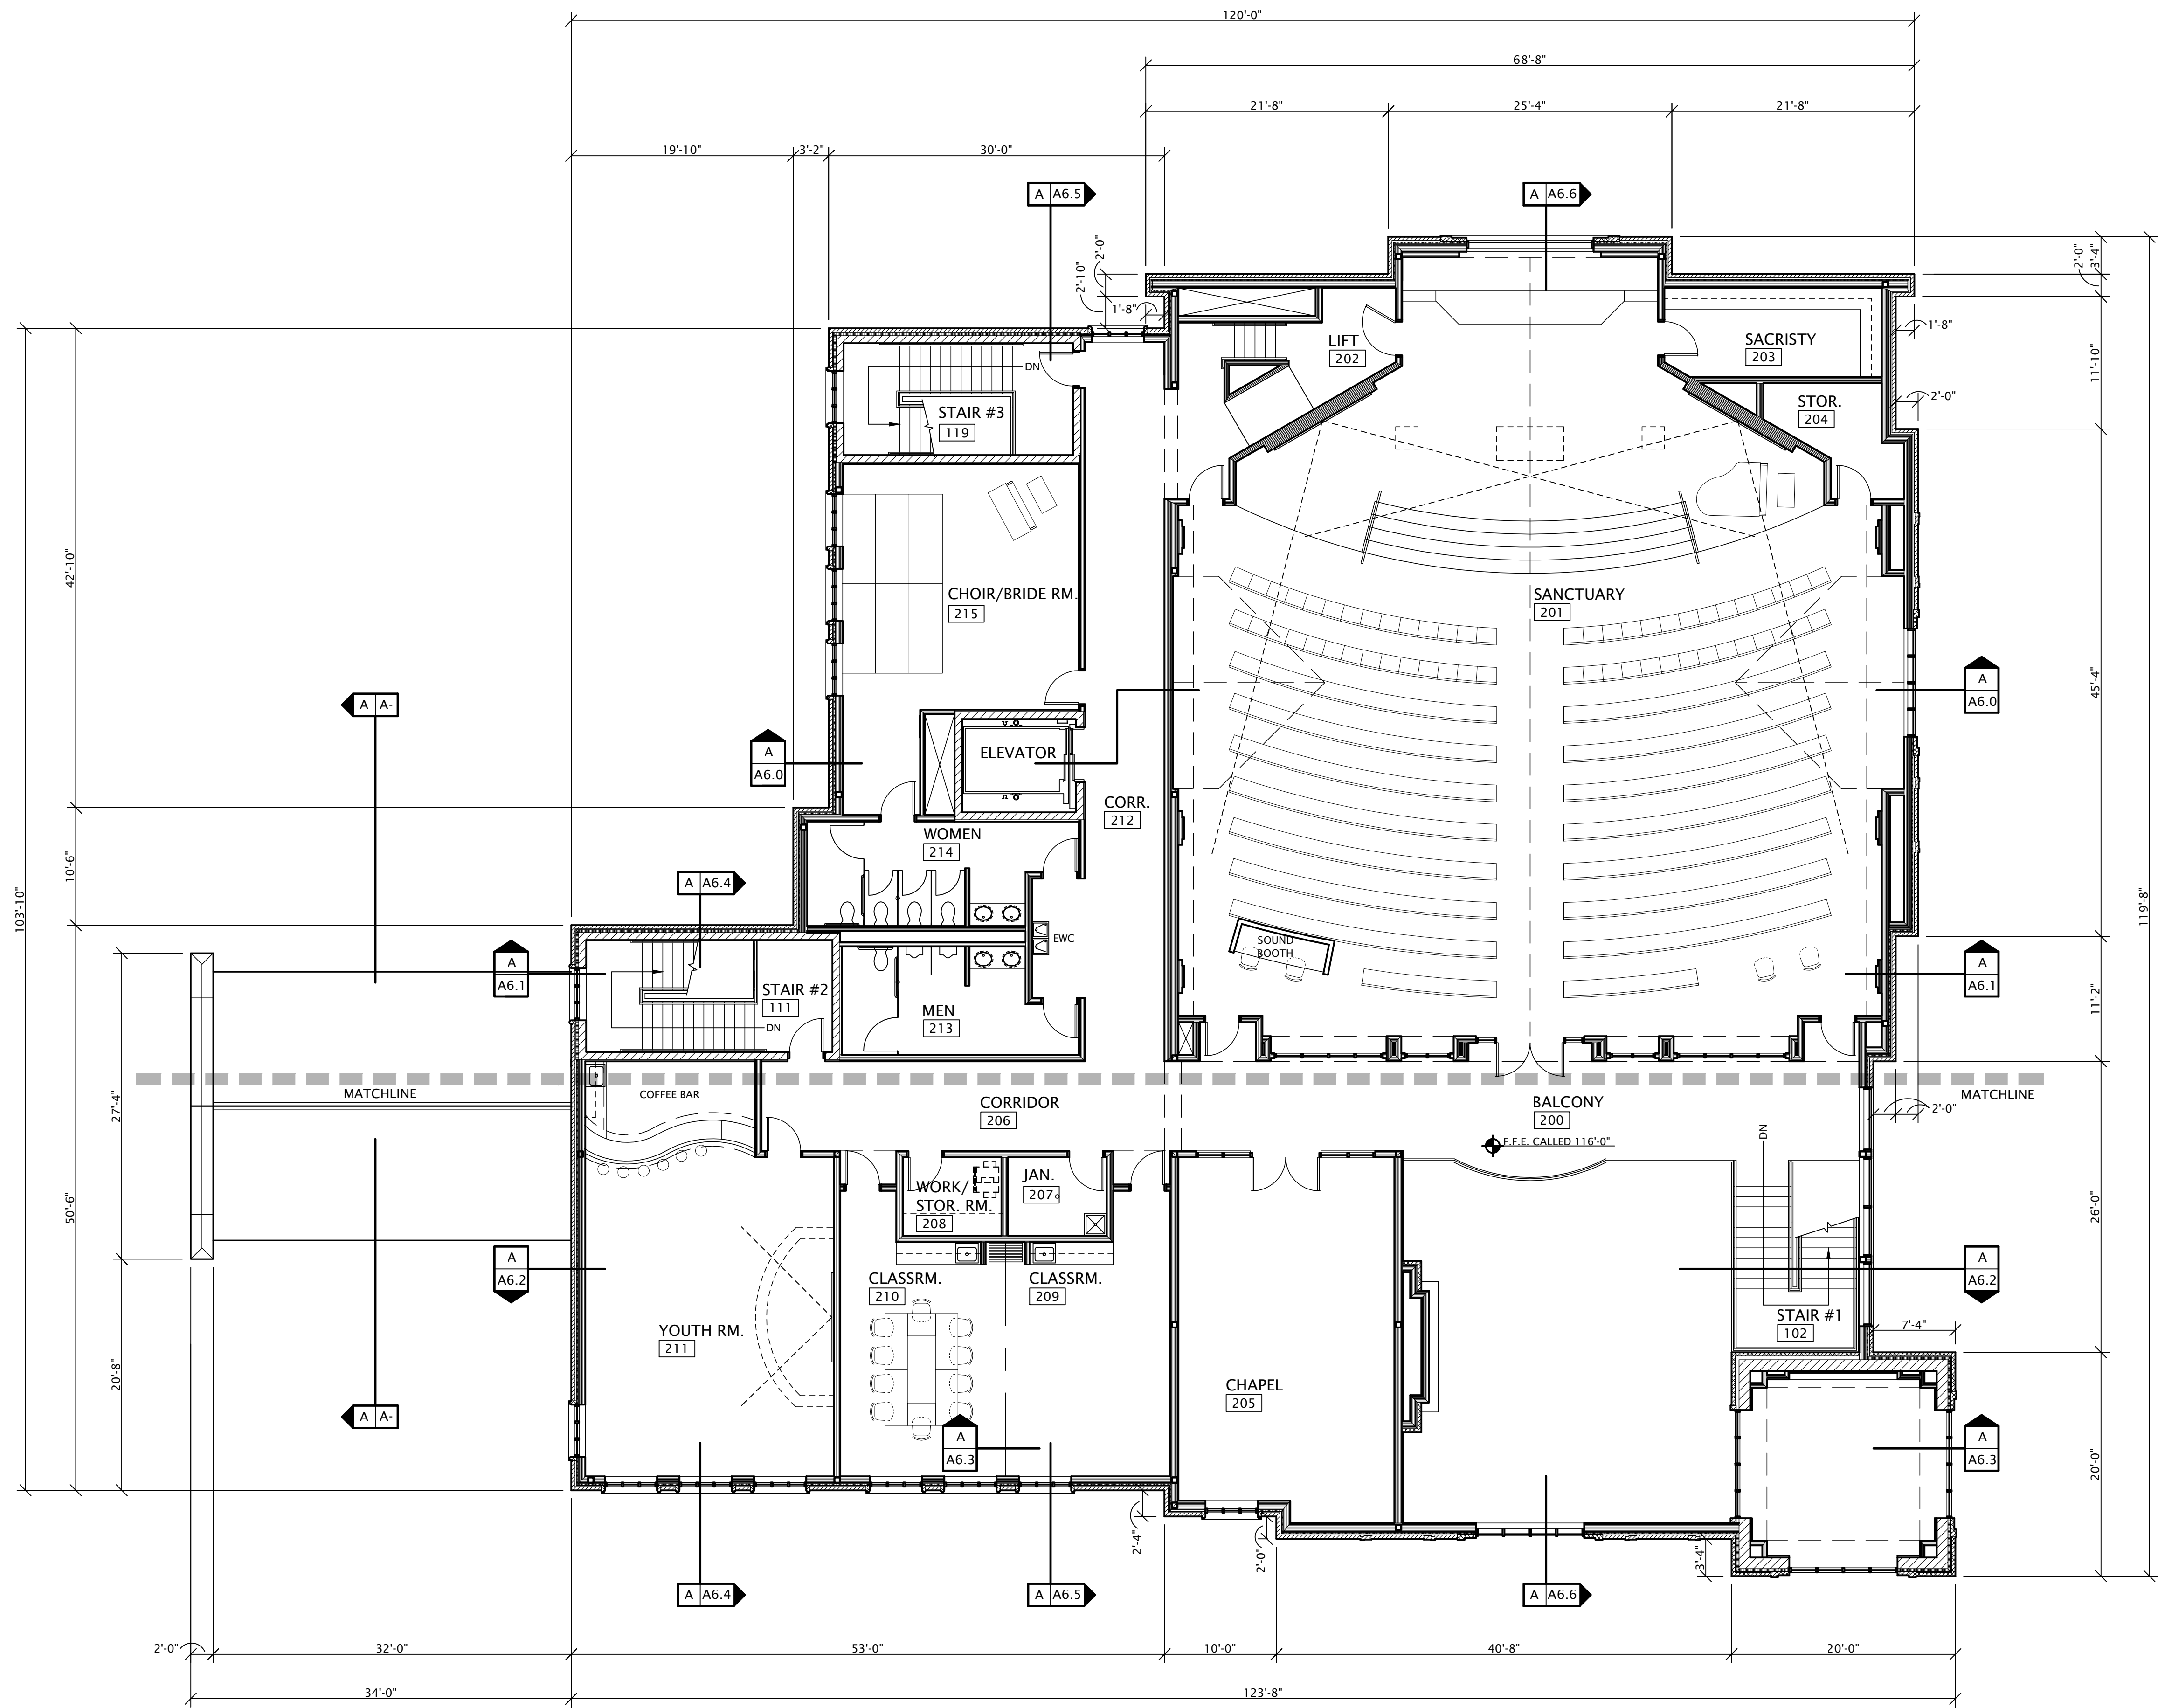 120'-0"
68'-8"
21'-8"
25'-4"
21'-8"
19'-10"
3'-2"
30'-0"
A A6.5
A A6.6
2'-0"
2'-10"
1'-8"
2'-0"
3'-4"
1'-8"
11'-10"
2'-0"
LIFT
202
SACRISTY
203
STOR.
204
DN
STAIR #3
119
42'-10"
CHOIR/BRIDE RM.
215
SANCTUARY
201
45'-4"
A
A6.0
A A-
A
A6.0
ELEVATOR
CORR.
212
WOMEN
214
10'-6"
103'-10"
119'-8"
A A6.4
EWC
SOUND
BOOTH
A
A6.1
A
A6.1
STAIR #2
111
DN
MEN
213
11'-2"
MATCHLINE
COFFEE BAR
CORRIDOR
206
BALCONY
200
F.F.E. CALLED 116'-0"
DN
MATCHLINE
2'-0"
27'-4"
50'-6"
26'-0"
WORK/
STOR. RM.
208
JAN.
207
A
A6.2
A
A6.2
CLASSRM.
210
CLASSRM.
209
STAIR #1
102
7'-4"
YOUTH RM.
211
20'-8"
CHAPEL
205
A A-
A
A6.3
A
A6.3
20'-0"
2'-4"
2'-0"
3'-4"
A A6.4
A A6.5
A A6.6
2'-0"
32'-0"
53'-0"
10'-0"
40'-8"
20'-0"
34'-0"
123'-8"